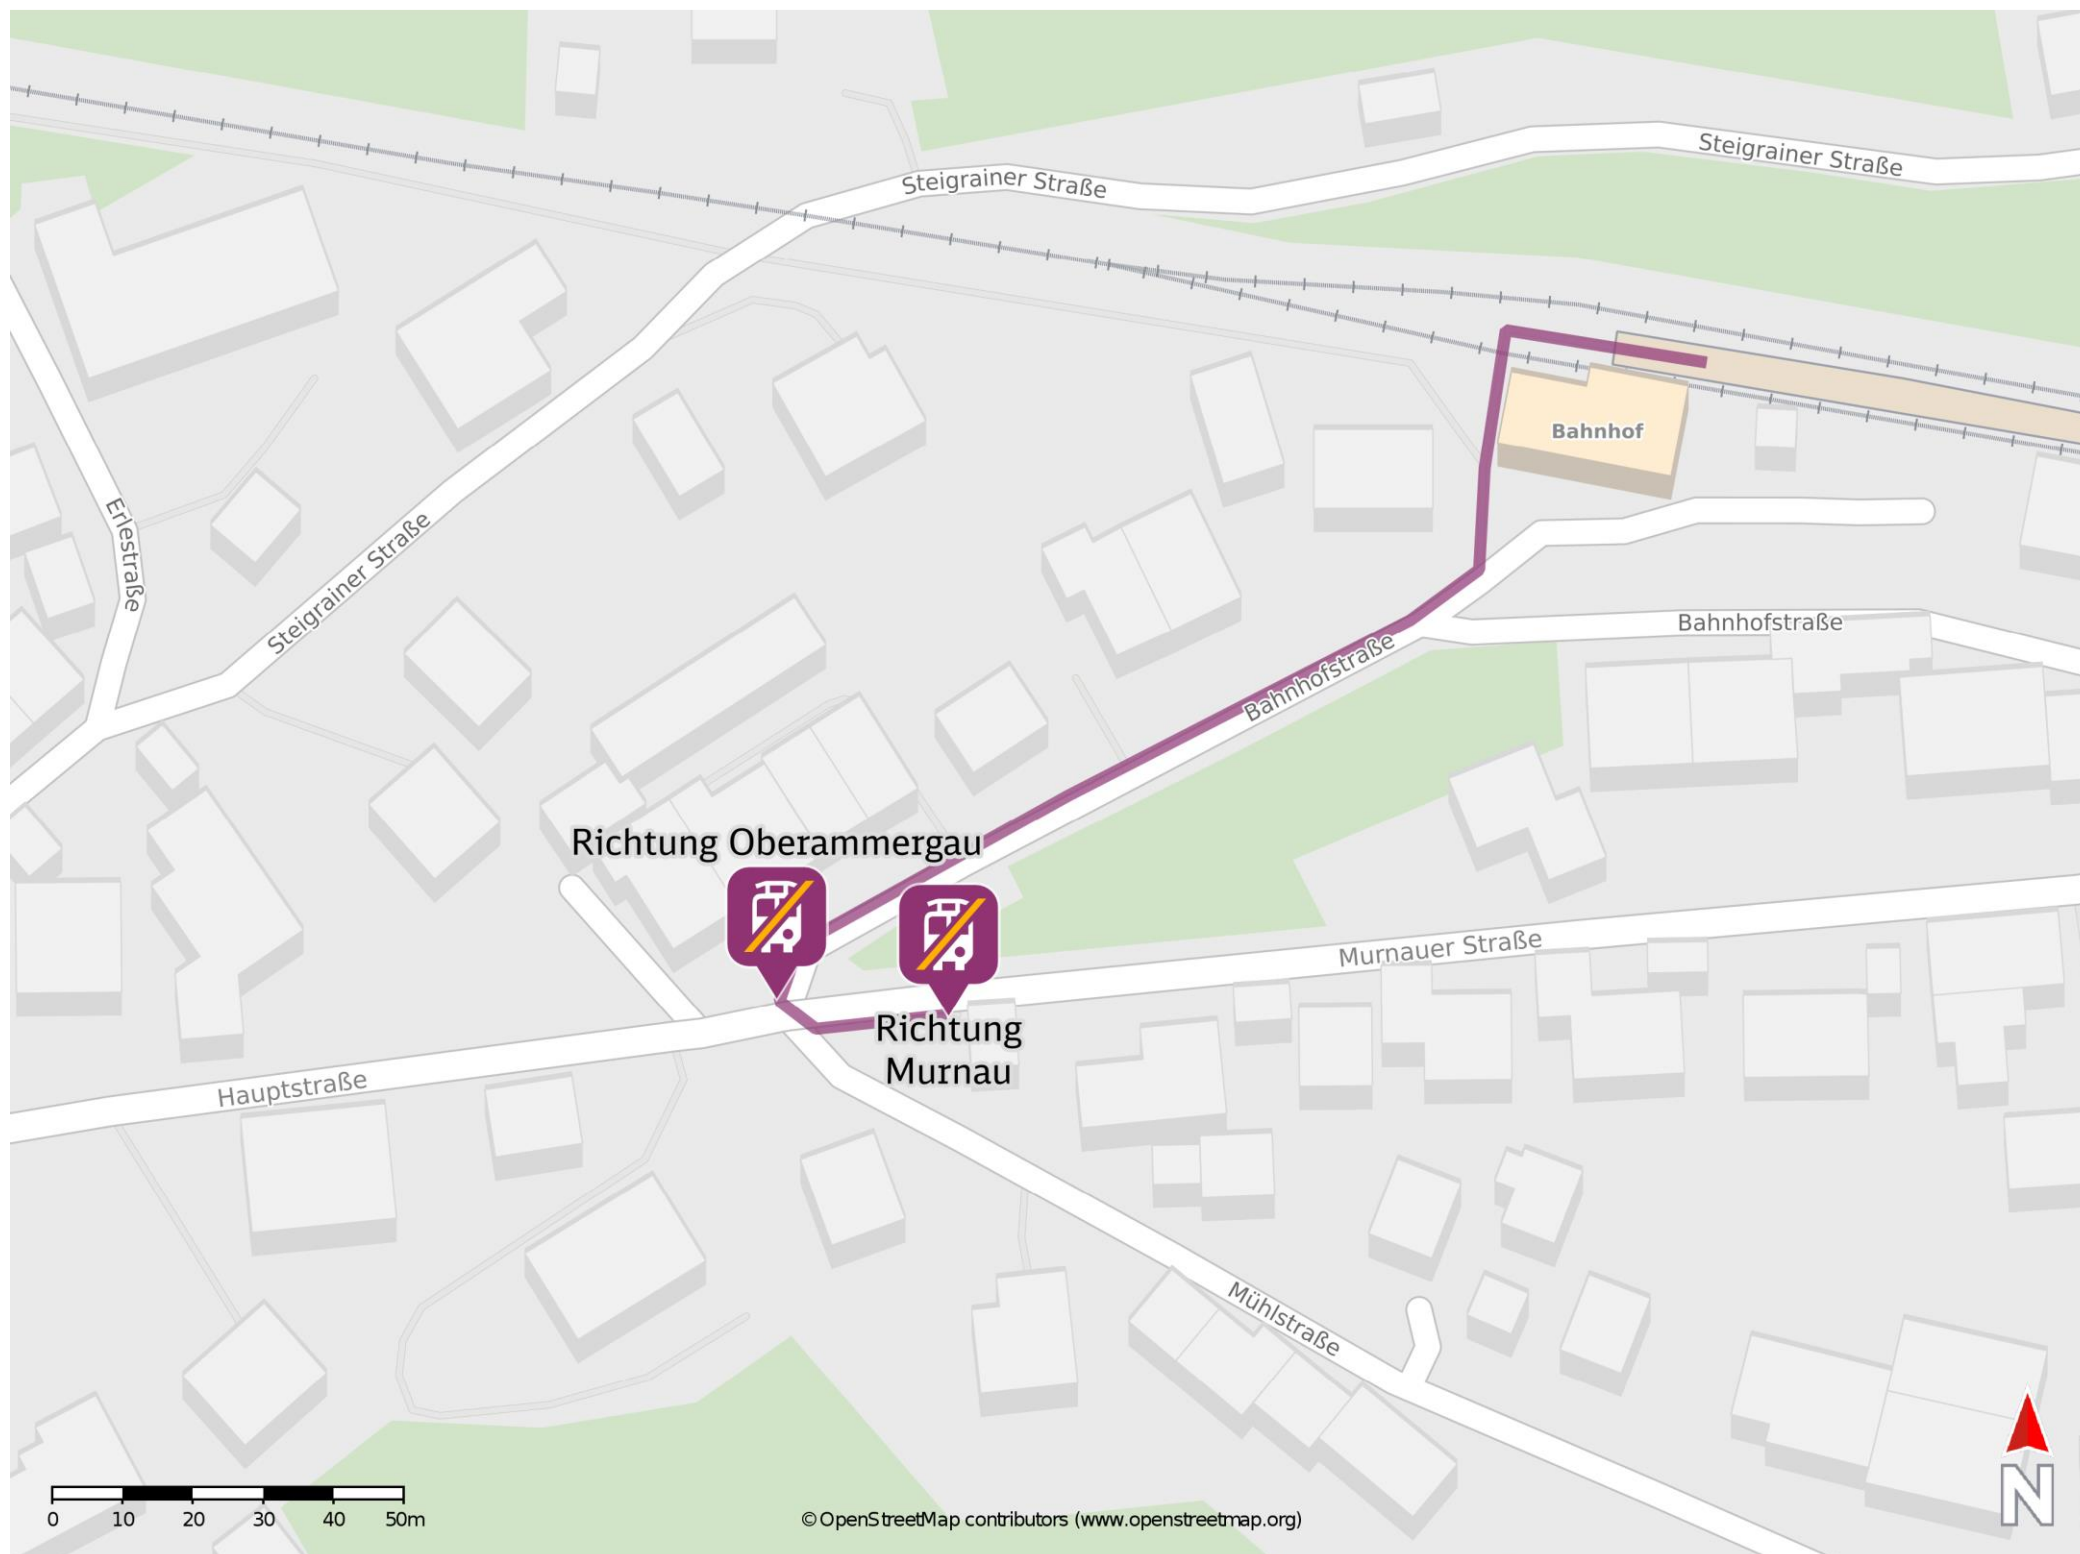 Steigrainer Straße
Steigrainer Straße
Bahnhof
Erlestraße
Steigrainer Straße
Bahnhofstraße
Bahnhofstraße
Richtung Oberammergau
Murnauer Straße
Richtung
Murnau
Hauptstraße
Mühlstraße
N
0 10 20 30 40 50m
© OpenStreetMap contributors (www.openstreetmap.org)